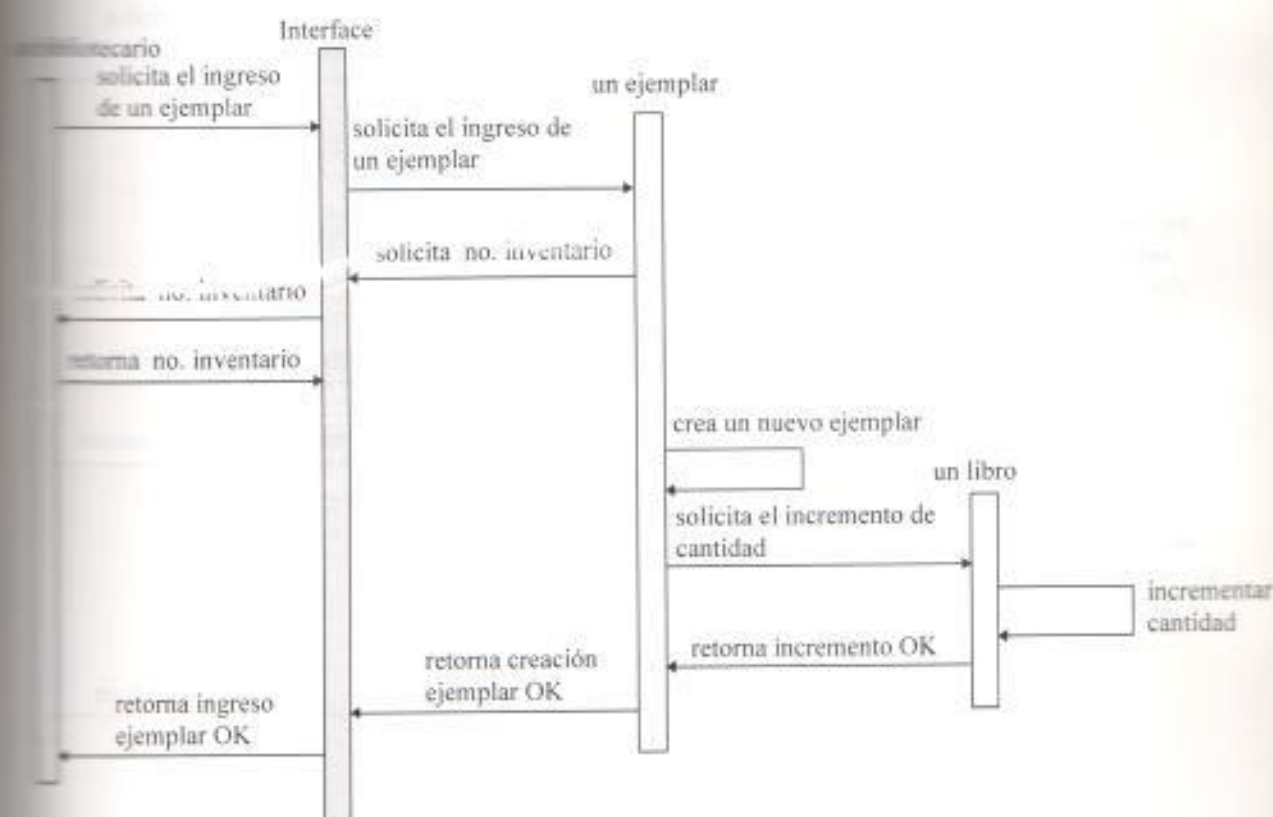 Interface
solicita el ingreso
de un ejemplar
un ejemplar
solicita el ingreso de
un ejemplar
solicita no. inventario
no. inventario
retorna no. inventario
crea un nuevo ejemplar
un libro
solicita el incremento de
cantidad
incrementar
cantidad
retorna incremento OK
retorna creación
ejemplar OK
retorna ingreso
ejemplar OK